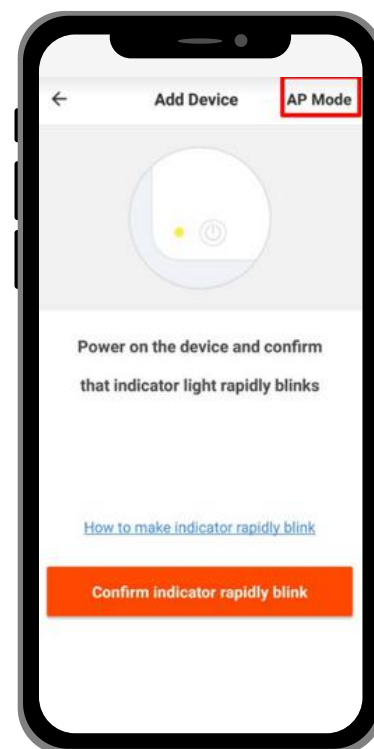 Add Device
AP Mode
Power on the device and confirm
that indicator light rapidly blinks
How to make indicator rapidly blink
Confirm indicator rapidly blink